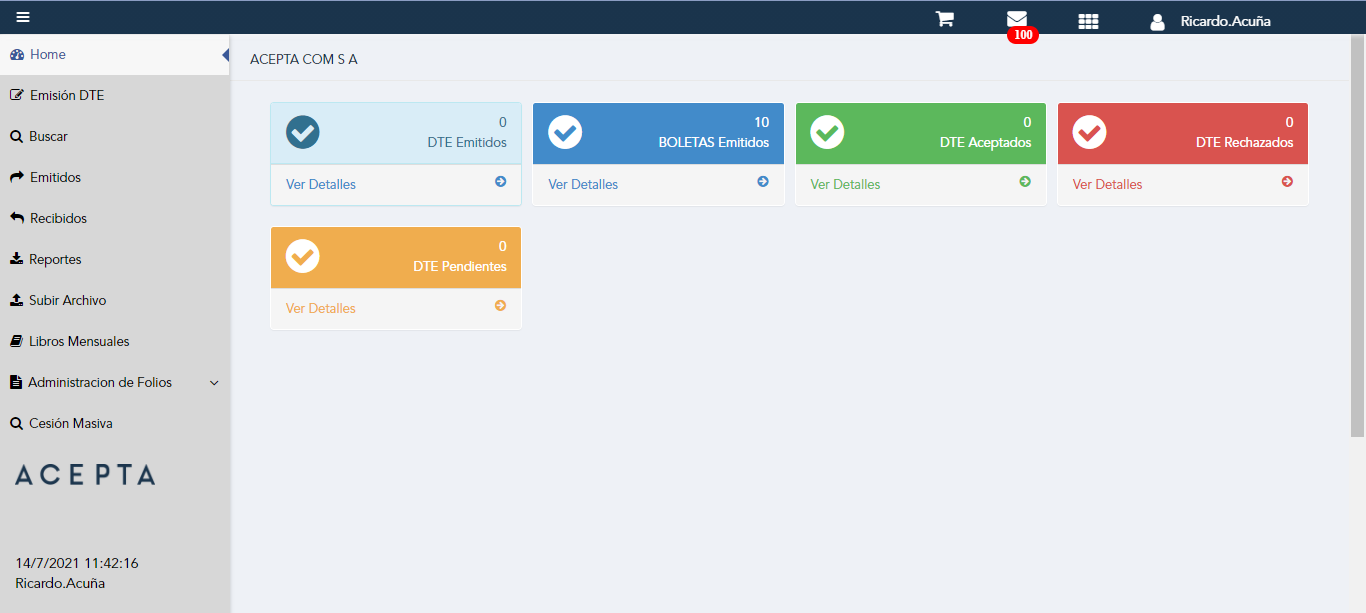 100
Ricardo.Acuña
Home
Emisión DTE
Buscar
Emitidos
Recibidos
Reportes
Subir Archivo
Libros Mensuales
Administracion de Folios
Cesión Masiva
ACEPTA
14/7/2021 11:42:16
Ricardo.Acuña
ACEPTA COM S A
0
DTE Emitidos
Ver Detalles
10
BOLETAS Emitidos
Ver Detalles
0
DTE Aceptados
Ver Detalles
0
DTE Rechazados
Ver Detalles
0
DTE Pendientes
Ver Detalles